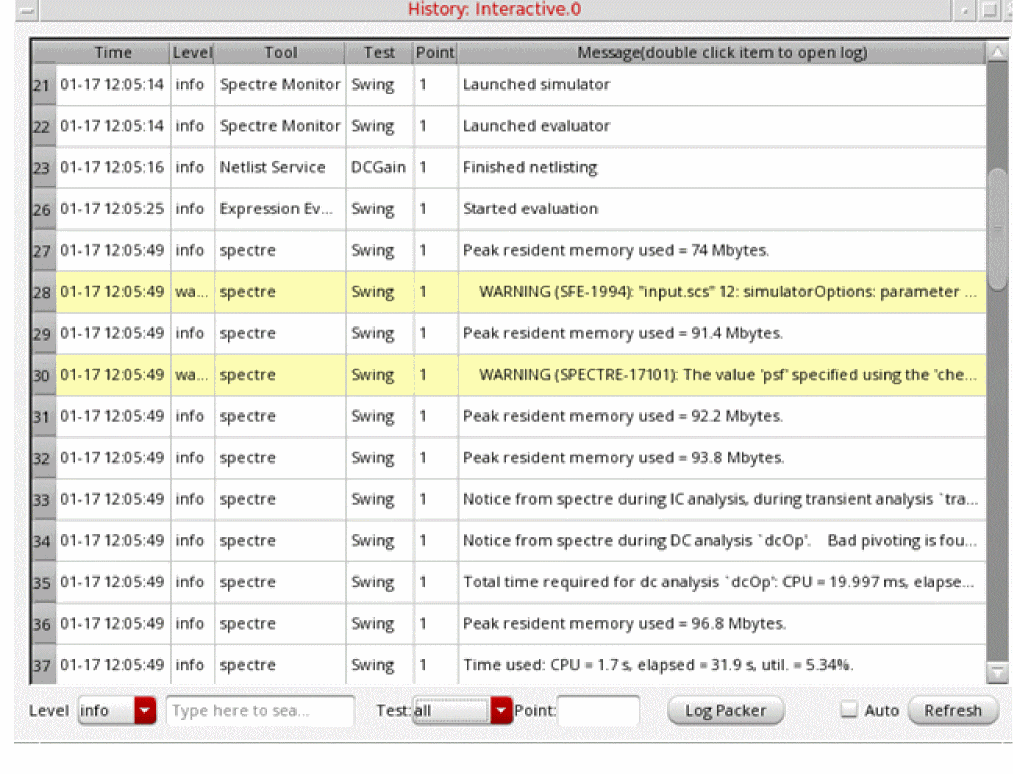 History: Interactive.0
Time Level Tool Test Point Message(double click item to open log)
21 01-17 12:05:14 info Spectre Monitor Swing 1 Launched simulator
22 01-17 12:05:14 info Spectre Monitor Swing 1 Launched evaluator
23 01-17 12:05:16 info Netlist Service DCGain 1 Finished netlisting
26 01-17 12:05:25 info Expression Ev... Swing 1 Started evaluation
27 01-17 12:05:49 info spectre Swing 1 Peak resident memory used = 74 Mbytes.
28 01-17 12:05:49 wa... spectre Swing 1 WARNING (SFE-1994): "input.scs" 12: simulatorOptions: parameter ...
29 01-17 12:05:49 info spectre Swing 1 Peak resident memory used = 91.4 Mbytes.
30 01-17 12:05:49 wa... spectre Swing 1 WARNING (SPECTRE-17101): The value 'psf' specified using the 'che...
31 01-17 12:05:49 info spectre Swing 1 Peak resident memory used = 92.2 Mbytes.
32 01-17 12:05:49 info spectre Swing 1 Peak resident memory used = 93.8 Mbytes.
33 01-17 12:05:49 info spectre Swing 1 Notice from spectre during IC analysis, during transient analysis `tra...
34 01-17 12:05:49 info spectre Swing 1 Notice from spectre during DC analysis `dcOp'. Bad pivoting is fou...
35 01-17 12:05:49 info spectre Swing 1 Total time required for dc analysis `dcOp': CPU = 19.997 ms, elapse...
36 01-17 12:05:49 info spectre Swing 1 Peak resident memory used = 96.8 Mbytes.
37 01-17 12:05:49 info spectre Swing 1 Time used: CPU = 1.7 s, elapsed = 31.9 s, util. = 5.34%.
Level info Type here to sea... Test: all Point: Log Packer Auto Refresh